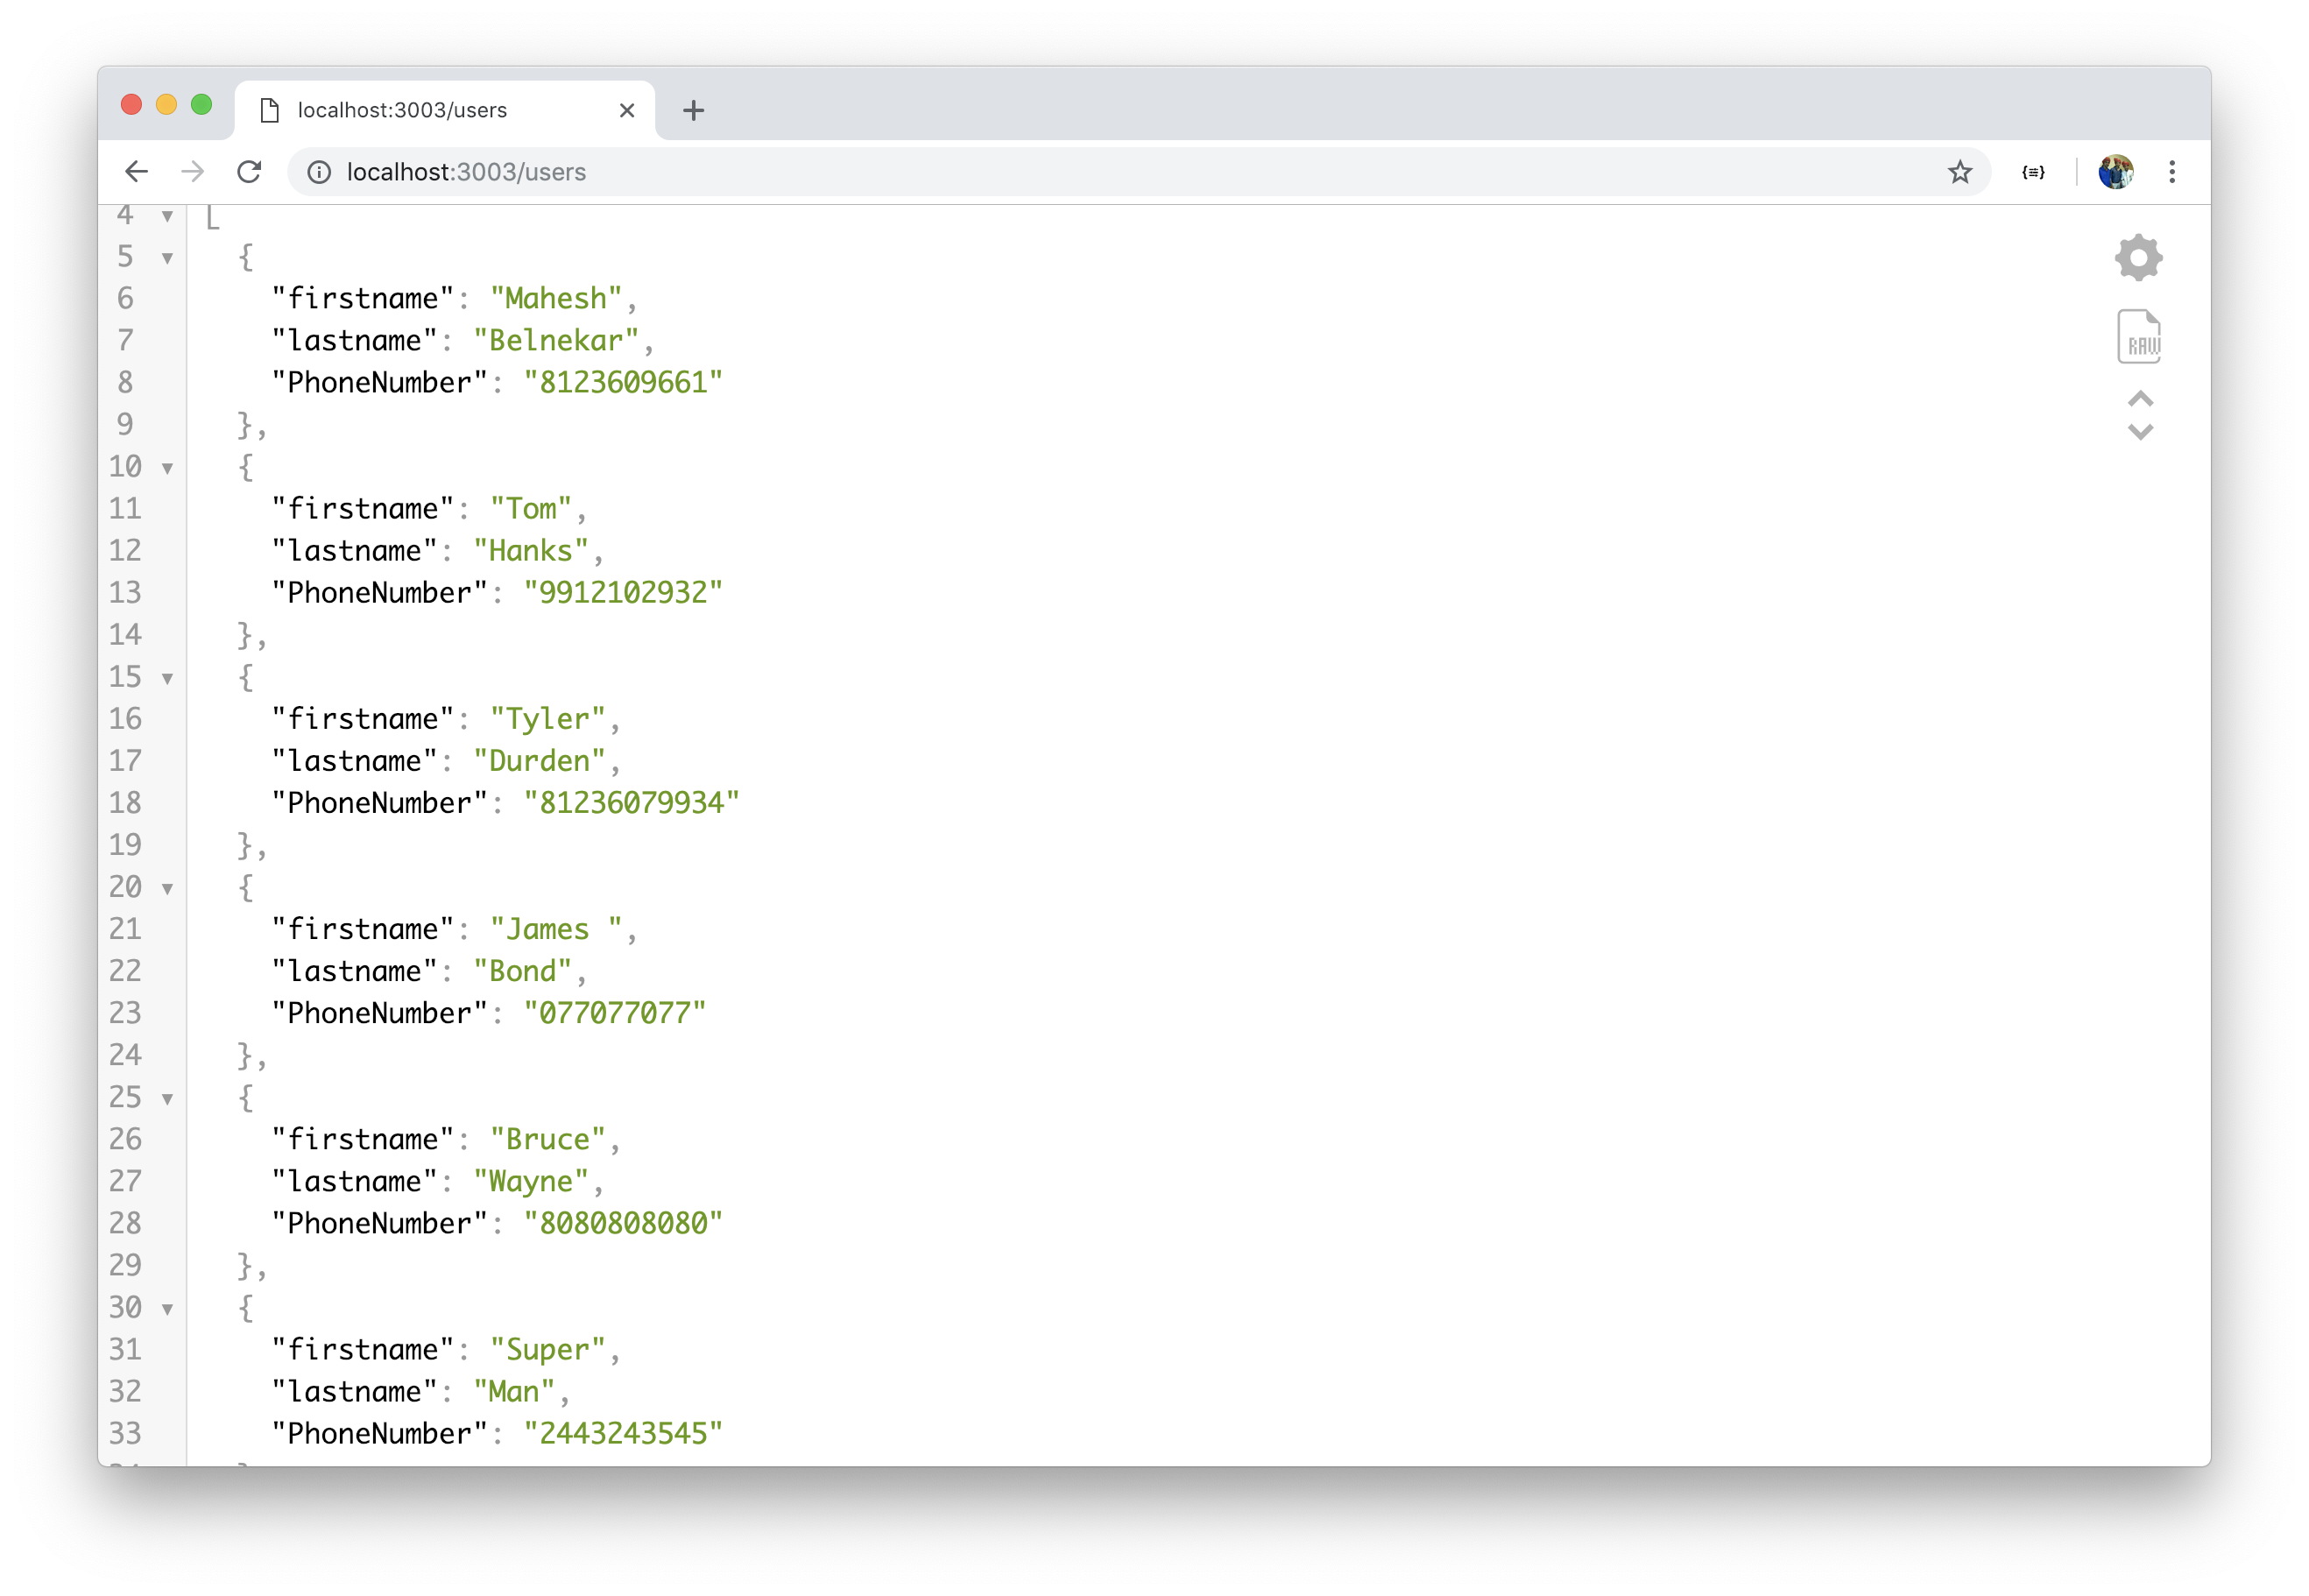 localhost:3003/users
localhost:3003/users
4 [
5 {
6 "firstname": "Mahesh",
7 "lastname": "Belnekar",
8 "PhoneNumber": "8123609661"
9 },
10 {
11 "firstname": "Tom",
12 "lastname": "Hanks",
13 "PhoneNumber": "9912102932"
14 },
15 {
16 "firstname": "Tyler",
17 "lastname": "Durden",
18 "PhoneNumber": "81236079934"
19 },
20 {
21 "firstname": "James ",
22 "lastname": "Bond",
23 "PhoneNumber": "077077077"
24 },
25 {
26 "firstname": "Bruce",
27 "lastname": "Wayne",
28 "PhoneNumber": "8080808080"
29 },
30 {
31 "firstname": "Super",
32 "lastname": "Man",
33 "PhoneNumber": "2443243545"
RAW